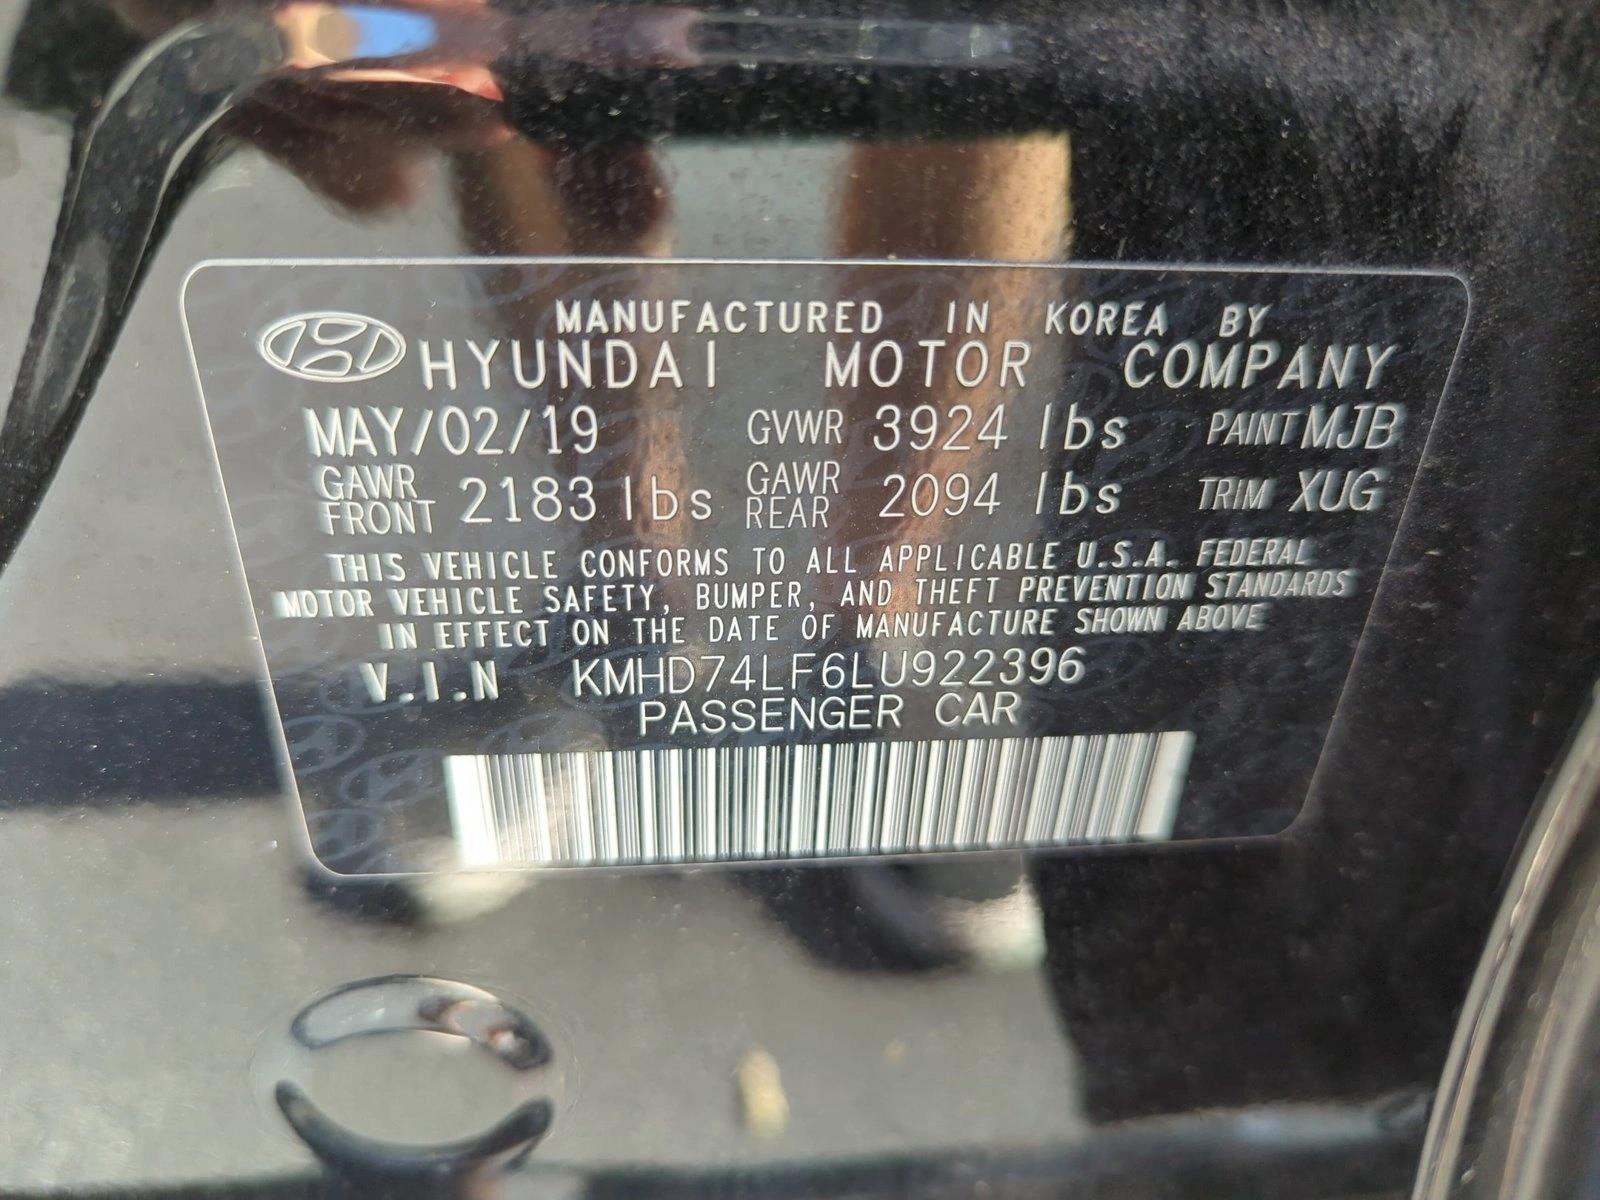 MANUFACTURED IN KOREA BY
HYUNDAI MOTOR COMPANY
MAY/02/19 GVWR 3924 lbs PAINT MJB
GAWR FRONT 2183 lbs GAWR REAR 2094 lbs TRIM XUG
THIS VEHICLE CONFORMS TO ALL APPLICABLE U.S.A. FEDERAL
MOTOR VEHICLE SAFETY, BUMPER, AND THEFT PREVENTION STANDARDS
IN EFFECT ON THE DATE OF MANUFACTURE SHOWN ABOVE
V.I.N KMHD74LF6LU922396
PASSENGER CAR